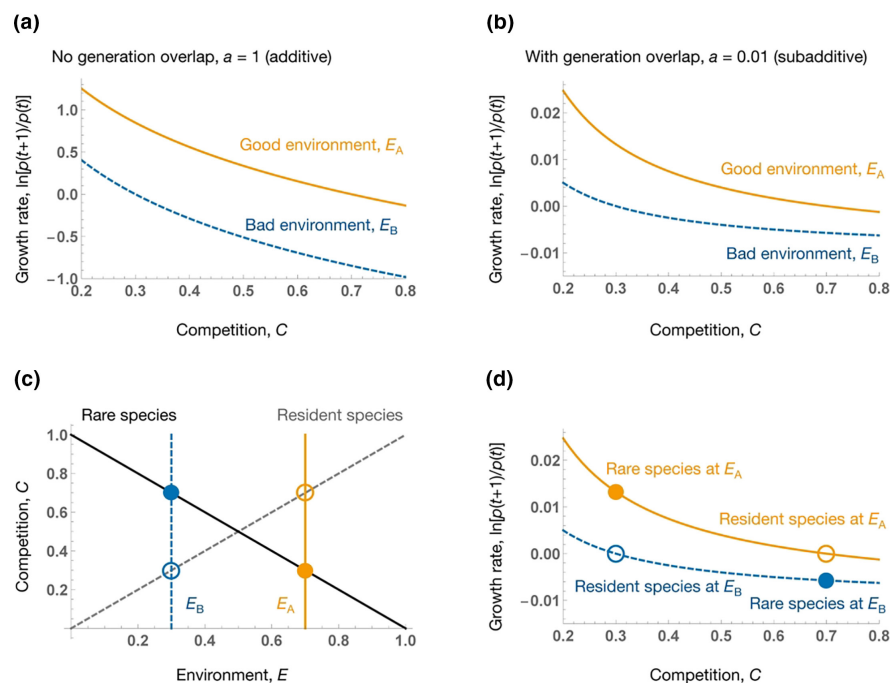 (a)
No generation overlap, a = 1 (additive)
Growth rate, ln[p(t+1)/p(t)]
1.0
0.5
0.0
−0.5
−1.0
Good environment, EA
Bad environment, EB
0.2 0.3 0.4 0.5 0.6 0.7 0.8
Competition, C
(b)
With generation overlap, a = 0.01 (subadditive)
Growth rate, ln[p(t+1)/p(t)]
0.02
0.01
0.00
−0.01
Good environment, EA
Bad environment, EB
0.2 0.3 0.4 0.5 0.6 0.7 0.8
Competition, C
(c)
Rare species
Resident species
Competition, C
1.0
0.8
0.6
0.4
0.2
EB
EA
0.2 0.4 0.6 0.8 1.0
Environment, E
(d)
Growth rate, ln[p(t+1)/p(t)]
0.02
0.01
0.00
−0.01
Rare species at EA
Resident species at EA
Resident species at EB
Rare species at EB
0.2 0.3 0.4 0.5 0.6 0.7 0.8
Competition, C